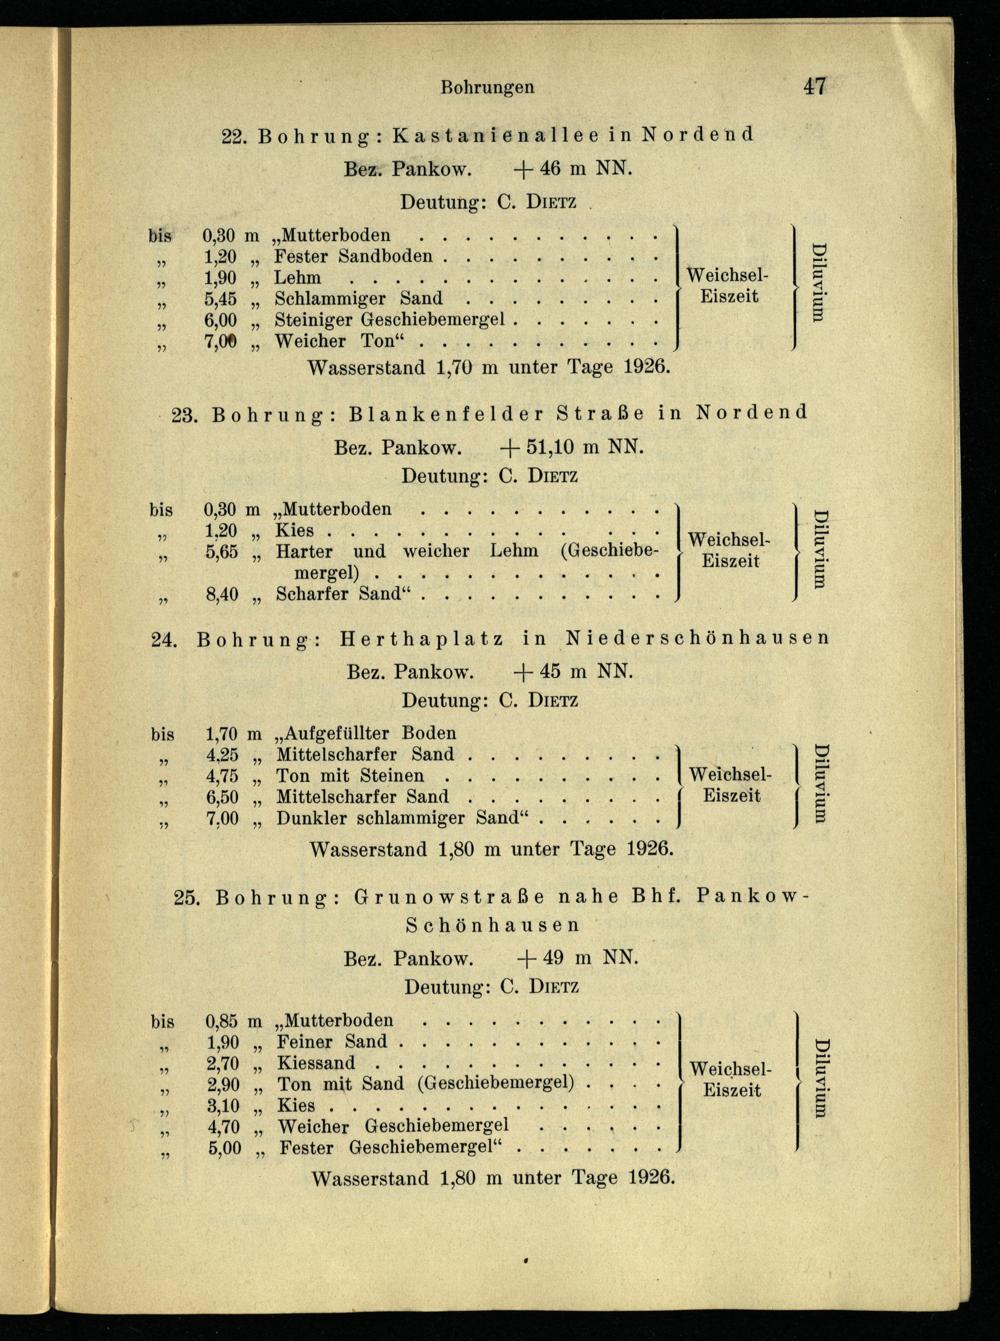 Bohrungen 47
22. Bohrung: Kastanienallee in Nordend
Bez. Pankow. + 46 m NN.
Deutung: C. DIETZ
bis 0,30 m „Mutterboden . . . . . . . . . . .
„ 1,20 „ Fester Sandboden . . . . . . . . . .
„ 1,90 „ Lehm . . . . . . . . . . . . . . Weichsel-
„ 5,45 „ Schlammiger Sand . . . . . . . . . Eiszeit Diluvium
„ 6,00 „ Steiniger Geschiebemergel . . . . . . .
„ 7,00 „ Weicher Ton“ . . . . . . . . . . .
Wasserstand 1,70 m unter Tage 1926.
23. Bohrung: Blankenfelder Straße in Nordend
Bez. Pankow. + 51,10 m NN.
Deutung: C. DIETZ
bis 0,30 m „Mutterboden . . . . . . . . . . .
„ 1,20 „ Kies . . . . . . . . . . . . . . .
„ 5,65 „ Harter und weicher Lehm (Geschiebe- Weichsel-
mergel) . . . . . . . . . . . . . Eiszeit Diluvium
„ 8,40 „ Scharfer Sand“ . . . . . . . . . . .
24. Bohrung: Herthaplatz in Niederschönhausen
Bez. Pankow. + 45 m NN.
Deutung: C. DIETZ
bis 1,70 m „Aufgefüllter Boden
„ 4,25 „ Mittelscharfer Sand . . . . . . . . .
„ 4,75 „ Ton mit Steinen . . . . . . . . . . Weichsel-
„ 6,50 „ Mittelscharfer Sand . . . . . . . . . Eiszeit Diluvium
„ 7,00 „ Dunkler schlammiger Sand“ . . . . . .
Wasserstand 1,80 m unter Tage 1926.
25. Bohrung: Grunowstraße nahe Bhf. Pankow-
Schönhausen
Bez. Pankow. + 49 m NN.
Deutung: C. DIETZ
bis 0,85 m „Mutterboden . . . . . . . . . . .
„ 1,90 „ Feiner Sand . . . . . . . . . . . .
„ 2,70 „ Kiessand . . . . . . . . . . . . . Weichsel-
„ 2,90 „ Ton mit Sand (Geschiebemergel) . . . . Eiszeit Diluvium
„ 3,10 „ Kies . . . . . . . . . . . . . . .
„ 4,70 „ Weicher Geschiebemergel . . . . . .
„ 5,00 „ Fester Geschiebemergel“ . . . . . . .
Wasserstand 1,80 m unter Tage 1926.